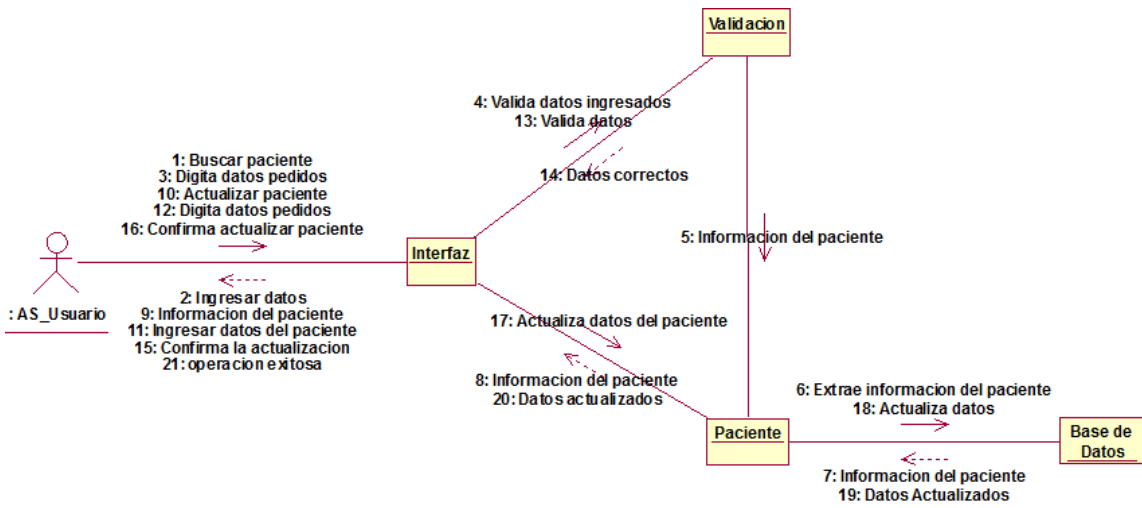 Validacion
4: Valida datos ingresados
13: Valida datos
14: Datos correctos
1: Buscar paciente
3: Digita datos pedidos
10: Actualizar paciente
12: Digita datos pedidos
16: Confirma actualizar paciente
5: Informacion del paciente
Interfaz
: AS_Usuario
2: Ingresar datos
9: Informacion del paciente
11: Ingresar datos del paciente
15: Confirma la actualizacion
21: operacion exitosa
17: Actualiza datos del paciente
8: Informacion del paciente
20: Datos actualizados
6: Extrae informacion del paciente
18: Actualiza datos
Paciente
Base de
Datos
7: Informacion del paciente
19: Datos Actualizados